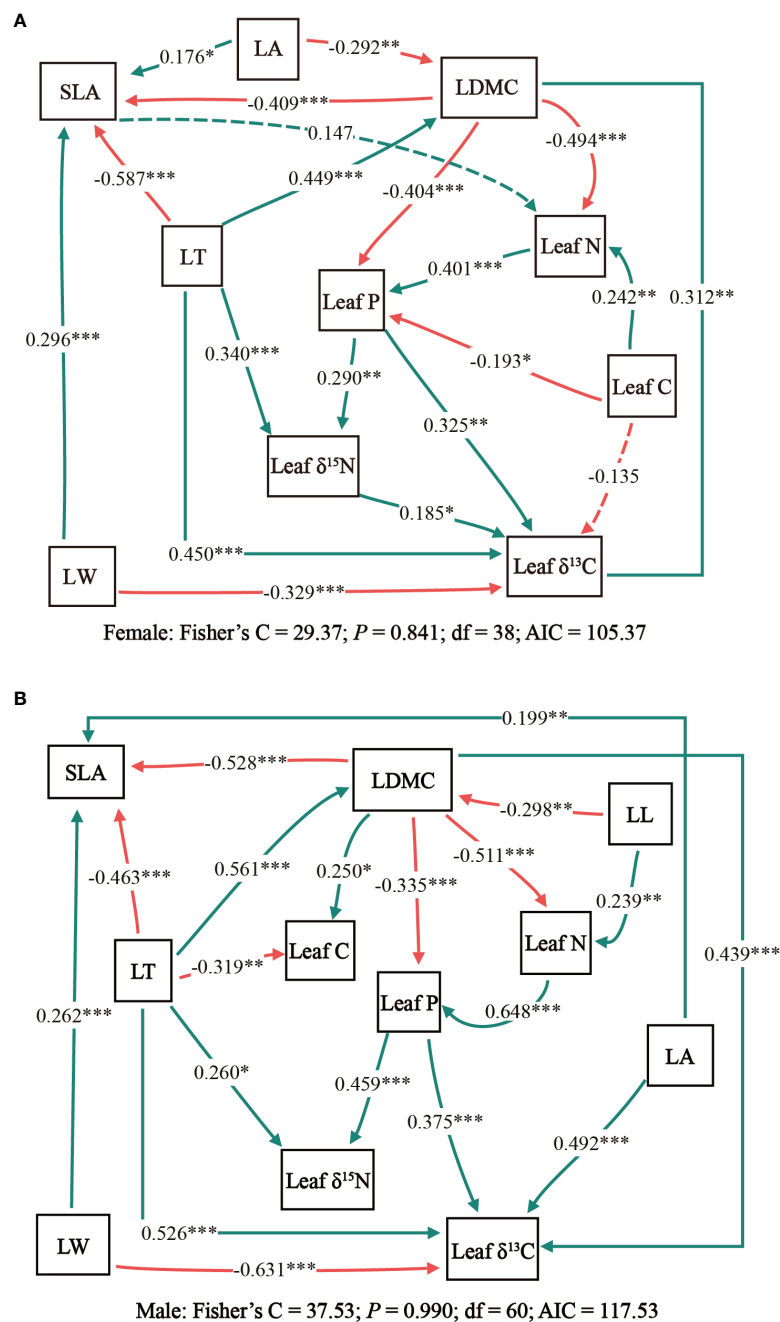 A
LA
0.176*
-0.292**
SLA
LDMC
-0.409***
0.147
-0.494***
-0.587***
0.449***
-0.404***
LT
Leaf N
0.401***
Leaf P
0.242**
0.312**
0.296***
0.340***
-0.193*
0.290**
Leaf C
0.325**
Leaf δ¹⁵N
-0.135
0.185*
0.450***
Leaf δ¹³C
LW
-0.329***
Female: Fisher's C = 29.37; P = 0.841; df = 38; AIC = 105.37
B
0.199**
SLA
-0.528***
LDMC
-0.298**
LL
0.561***
0.250*
-0.511***
-0.463***
-0.335***
0.239**
Leaf C
Leaf N
0.439***
LT
-0.319**
Leaf P
0.648***
0.262***
LA
0.260*
0.459***
0.375***
0.492***
Leaf δ¹⁵N
0.526***
LW
Leaf δ¹³C
-0.631***
Male: Fisher's C = 37.53; P = 0.990; df = 60; AIC = 117.53